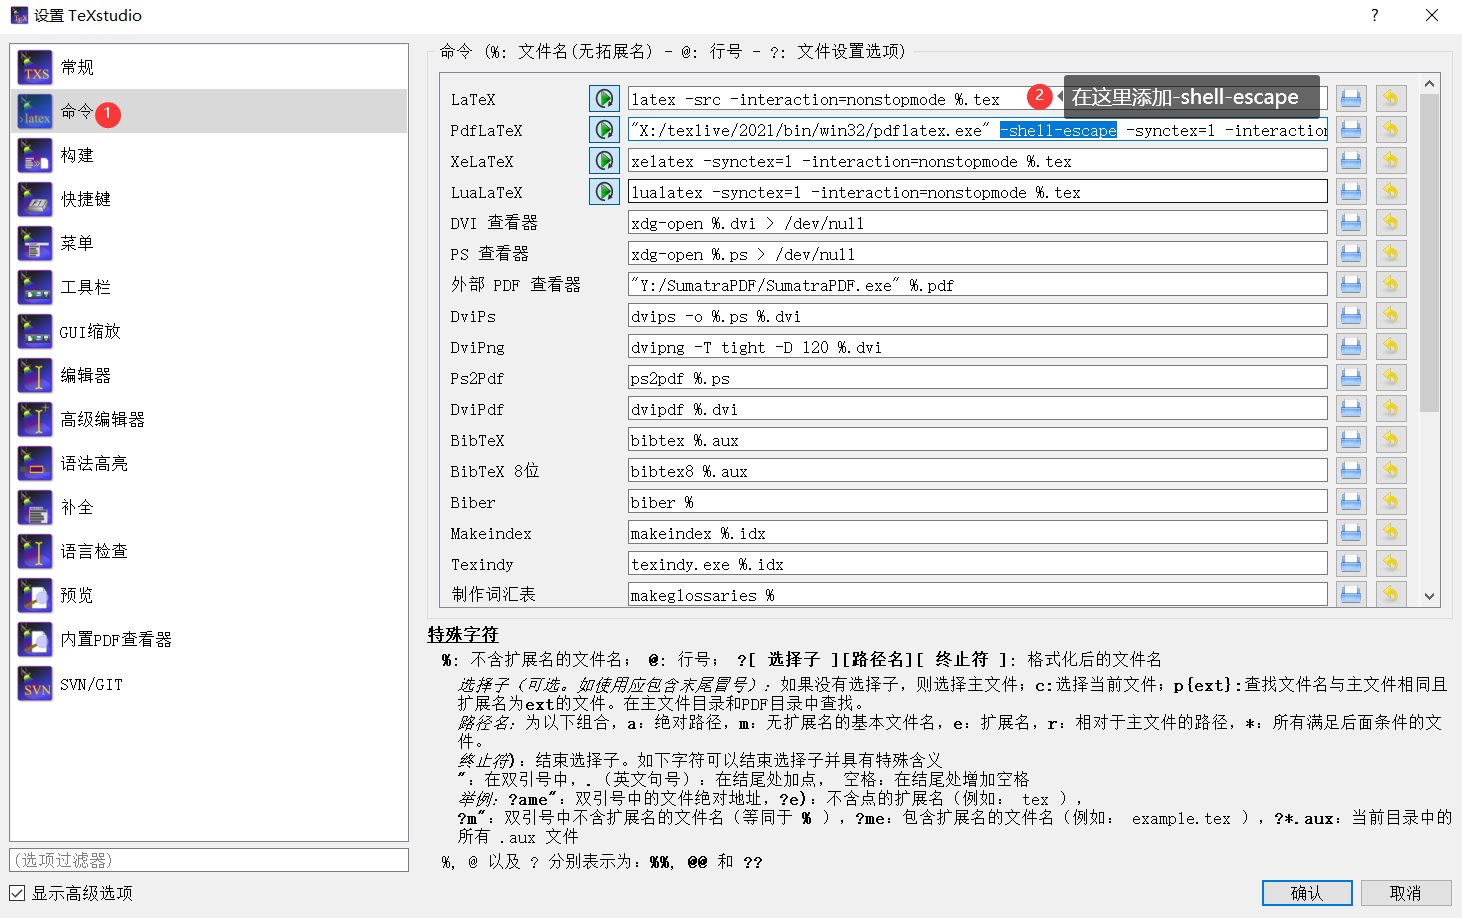 设置 TeXstudio
?
常规
命令 1
构建
快捷键
菜单
工具栏
GUI缩放
编辑器
高级编辑器
语法高亮
补全
语言检查
预览
内置PDF查看器
SVN/GIT
(选项过滤器)
显示高级选项
命令 (%: 文件名(无拓展名) - @: 行号 - ?: 文件设置选项)
LaTeX latex -src -interaction=nonstopmode %.tex
2 在这里添加-shell-escape
PdfLaTeX "X:/texlive/2021/bin/win32/pdflatex.exe" -shell-escape -synctex=1 -interaction
XeLaTeX xelatex -synctex=1 -interaction=nonstopmode %.tex
LuaLaTeX lualatex -synctex=1 -interaction=nonstopmode %.tex
DVI 查看器 xdg-open %.dvi > /dev/null
PS 查看器 xdg-open %.ps > /dev/null
外部 PDF 查看器 "Y:/SumatraPDF/SumatraPDF.exe" %.pdf
DviPs dvips -o %.ps %.dvi
DviPng dvipng -T tight -D 120 %.dvi
Ps2Pdf ps2pdf %.ps
DviPdf dvipdf %.dvi
BibTeX bibtex %.aux
BibTeX 8位 bibtex8 %.aux
Biber biber %
Makeindex makeindex %.idx
Texindy texindy.exe %.idx
制作词汇表 makeglossaries %
特殊字符
%: 不含扩展名的文件名; @: 行号; ?[ 选择子 ][路径名][ 终止符 ]: 格式化后的文件名
选择子（可选。如使用应包含末尾冒号）: 如果没有选择子，则选择主文件；c:选择当前文件；p{ext}:查找文件名与主文件相同且
扩展名为ext的文件。在主文件目录和PDF目录中查找。
路径名: 为以下组合，a: 绝对路径，m: 无扩展名的基本文件名，e: 扩展名，r: 相对于主文件的路径，*: 所有满足后面条件的文
件。
终止符): 结束选择子。如下字符可以结束选择子并具有特殊含义
": 在双引号中，.（英文句号）: 在结尾处加点， 空格: 在结尾处增加空格
举例: ?ame": 双引号中的文件绝对地址，?e): 不含点的扩展名（例如: tex ），
?m": 双引号中不含扩展名的文件名（等同于 % ），?me: 包含扩展名的文件名（例如: example.tex ），?*.aux: 当前目录中的
所有 .aux 文件
%, @ 以及 ? 分别表示为: %%, @@ 和 ??
确认
取消